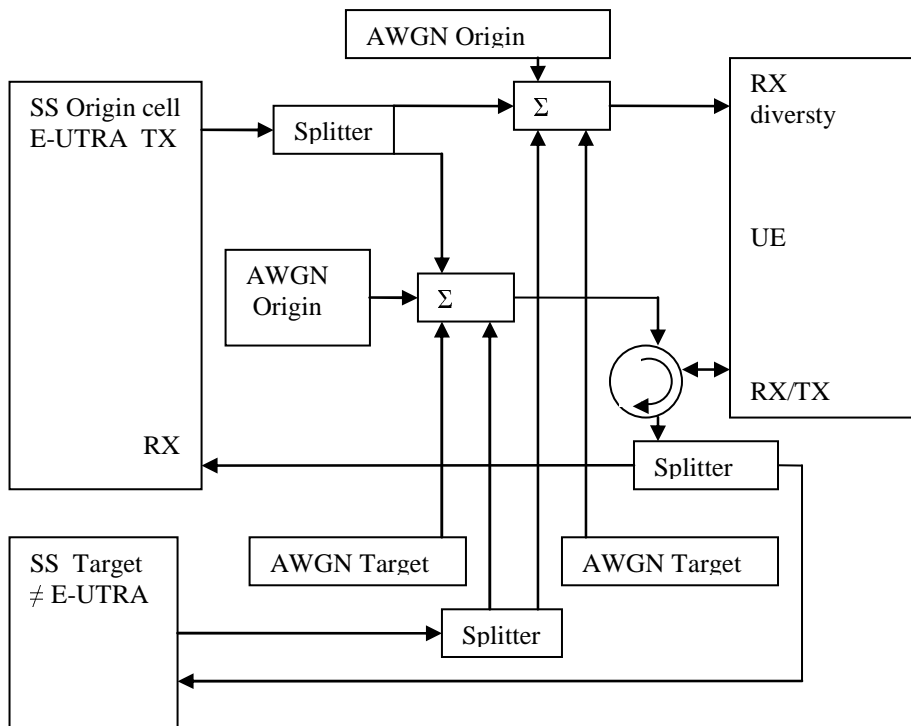 AWGN Origin
SS Origin cell
E-UTRA TX
Splitter
Σ
RX
diversty
UE
AWGN
Origin
Σ
RX/TX
RX
Splitter
AWGN Target
AWGN Target
SS Target
≠ E-UTRA
Splitter